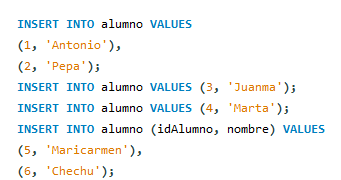 INSERT INTO alumno VALUES
(1, 'Antonio'),
(2, 'Pepa');
INSERT INTO alumno VALUES (3, 'Juanma');
INSERT INTO alumno VALUES (4, 'Marta');
INSERT INTO alumno (idAlumno, nombre) VALUES
(5, 'Maricarmen'),
(6, 'Chechu');